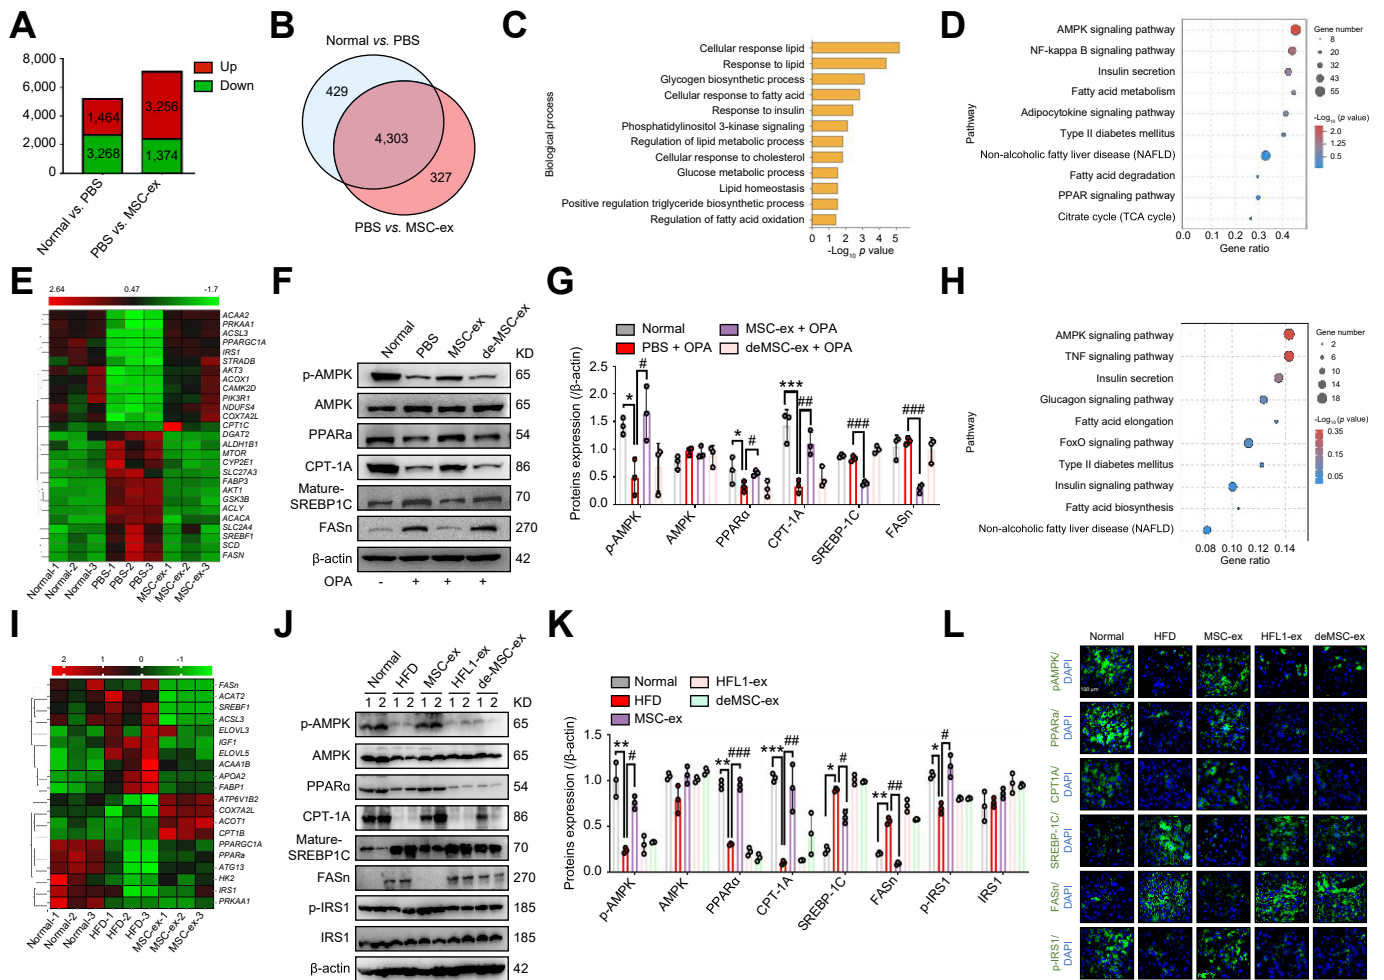 A
8,000
6,000
4,000
2,000
0
1,464
3,268
3,256
1,374
Up
Down
Normal vs. PBS
PBS vs. MSC-ex
B
Normal vs. PBS
429
4,303
327
PBS vs. MSC-ex
C
Biological process
Cellular response lipid
Response to lipid
Glycogen biosynthetic process
Cellular response to fatty acid
Response to insulin
Phosphatidylinositol 3-kinase signaling
Regulation of lipid metabolic process
Cellular response to cholesterol
Glucose metabolic process
Lipid homeostasis
Positive regulation triglyceride biosynthetic process
Regulation of fatty acid oxidation
0 1 2 3 4 5
-Log10 p value
D
Pathway
AMPK signaling pathway
NF-kappa B signaling pathway
Insulin secretion
Fatty acid metabolism
Adipocytokine signaling pathway
Type II diabetes mellitus
Non-alcoholic fatty liver disease (NAFLD)
Fatty acid degradation
PPAR signaling pathway
Citrate cycle (TCA cycle)
0.0 0.1 0.2 0.3 0.4
Gene ratio
Gene number
8
20
32
43
55
-Log10 (p value)
2.0
1.25
0.5
E
2.64 0.47 -1.7
ACAA2
PRKAA1
ACSL3
PPARGC1A
IRS1
STRADB
AKT3
ACOX1
CAMK2D
PIK3R1
NDUFS4
COX7A2L
CPT1C
DGAT2
ALDH1B1
MTOR
CYP2E1
SLC27A3
FABP3
AKT1
GSK3B
ACLY
ACACA
SLC2A4
SREBF1
SCD
FASN
Normal-1
Normal-2
Normal-3
PBS-1
PBS-2
PBS-3
MSC-ex-1
MSC-ex-2
MSC-ex-3
F
Normal PBS MSC-ex de-MSC-ex
KD
p-AMPK 65
AMPK 65
PPARa 54
CPT-1A 86
Mature-
SREBP1C 70
FASn 270
β-actin 42
OPA - + + +
G
Normal
PBS + OPA
MSC-ex + OPA
deMSC-ex + OPA
Proteins expression (/β-actin)
2.5
2.0
1.5
1.0
0.5
0.0
* # * # *** ## ### ###
p-AMPK
AMPK
PPARα
CPT-1A
SREBP-1C
FASn
H
Pathway
AMPK signaling pathway
TNF signaling pathway
Insulin secretion
Glucagon signaling pathway
Fatty acid elongation
FoxO signaling pathway
Type II diabetes mellitus
Insulin signaling pathway
Fatty acid biosynthesis
Non-alcoholic fatty liver disease (NAFLD)
0.08 0.10 0.12 0.14
Gene ratio
Gene number
2
6
10
14
18
-Log10 (p value)
0.35
0.15
0.05
I
2 1 0 -1
FASn
ACAT2
SREBF1
ACSL3
ELOVL3
IGF1
ELOVL5
ACAA1B
APOA2
FABP1
ATP6V1B2
COX7A2L
ACOT1
CPT1B
PPARGC1A
PPARa
ATG13
HK2
IRS1
PRKAA1
Normal-1
Normal-2
Normal-3
HFD-1
HFD-2
HFD-3
MSC-ex-1
MSC-ex-2
MSC-ex-3
J
Normal HFD MSC-ex HFL1-ex de-MSC-ex
1 2 1 2 1 2 1 2 1 2 KD
p-AMPK 65
AMPK 65
PPARα 54
CPT-1A 86
Mature-
SREBP1C 70
FASn 270
p-IRS1 185
IRS1 185
β-actin 42
K
Normal
HFD
MSC-ex
HFL1-ex
deMSC-ex
Proteins expression (/β-actin)
1.5
1.0
0.5
0
** # ** ### *** ## * # ** ## * #
p-AMPK
AMPK
PPARα
CPT-1A
SREBP-1C
FASn
p-IRS1
IRS1
L
Normal HFD MSC-ex HFL1-ex deMSC-ex
pAMPK/
DAPI
100 μm
PPARa/
DAPI
CPT1A/
DAPI
SREBP-1C/
DAPI
FASn/
DAPI
p-IRS1/
DAPI